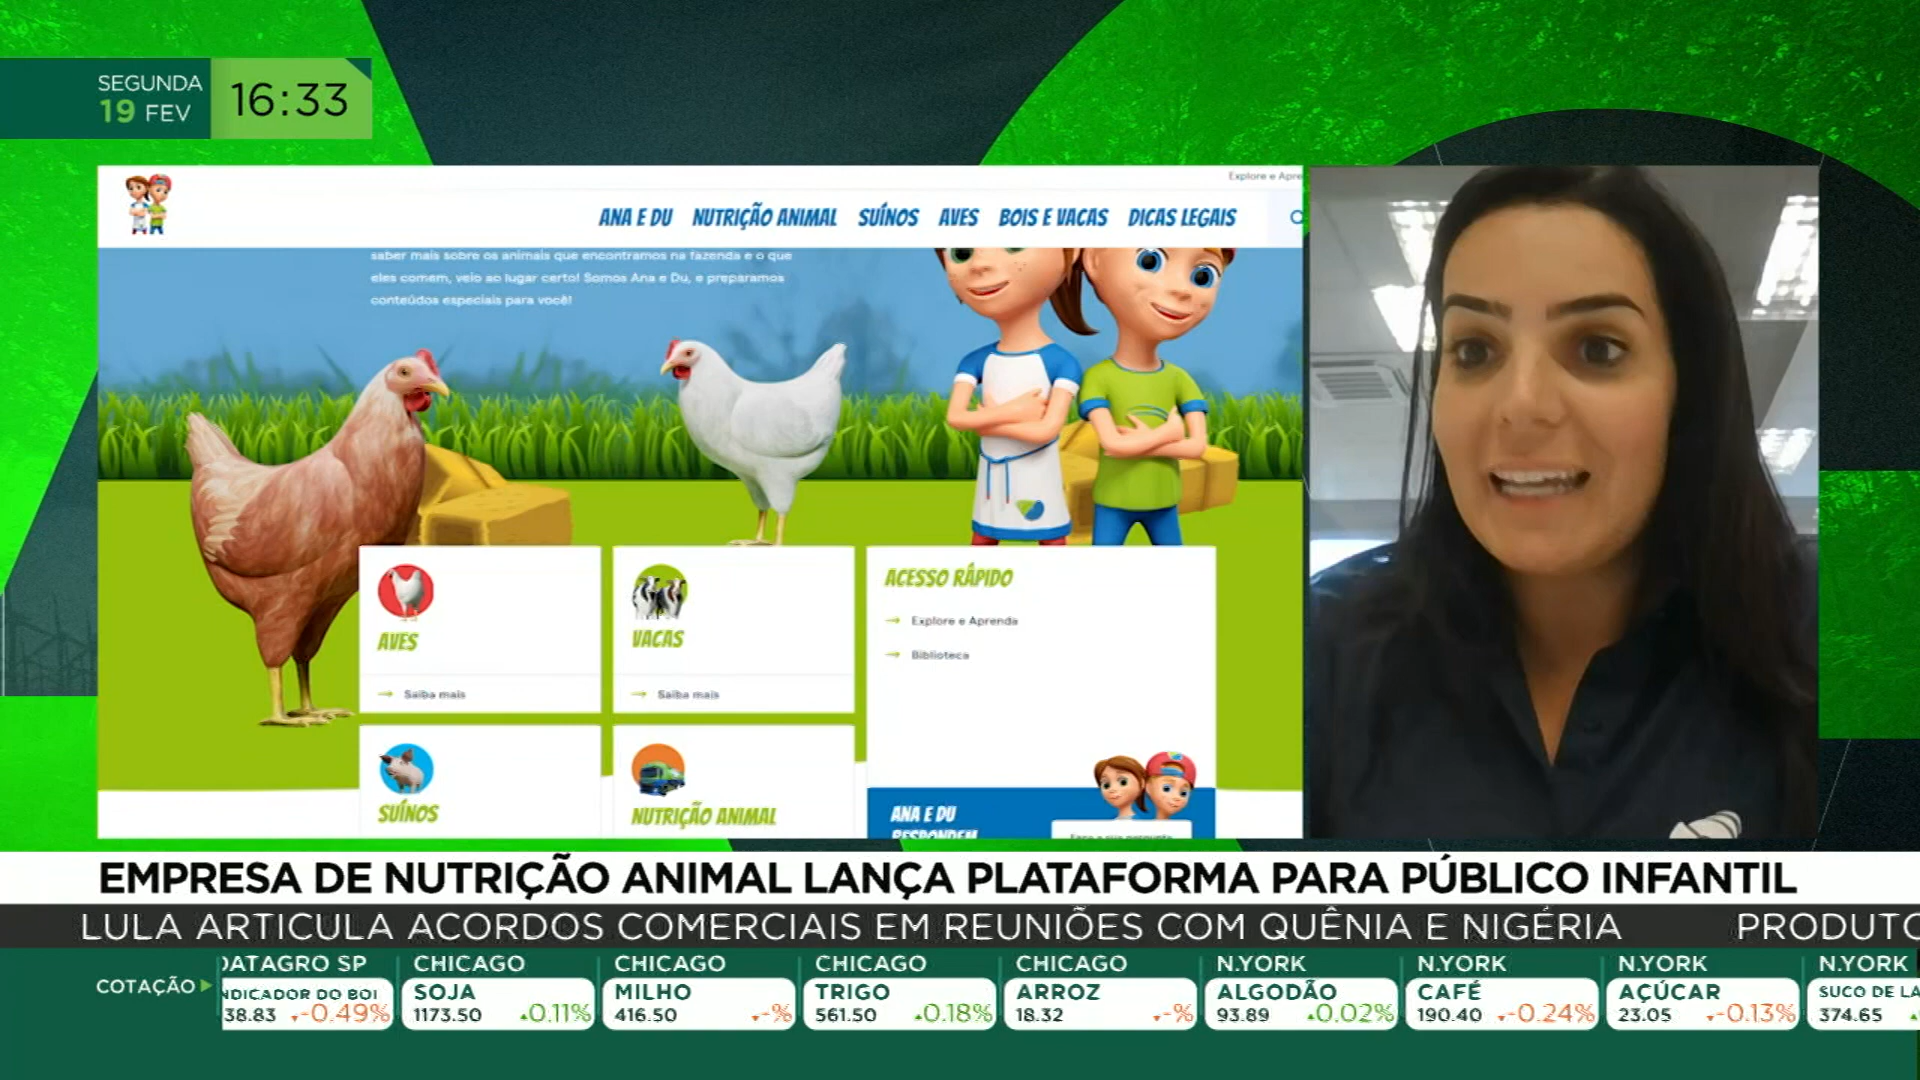 SEGUNDA
19 FEV
16:33
Explore e Apre
ANA E DU NUTRIÇÃO ANIMAL SUÍNOS AVES BOIS E VACAS DICAS LEGAIS
saber mais sobre os animais que encontramos na fazenda e o que
eles comem, veio ao lugar certo! Somos Ana e Du, e preparamos
conteúdos especiais para você!
AVES
Saiba mais
VACAS
Saiba mais
ACESSO RÁPIDO
Explore e Aprenda
Biblioteca
SUÍNOS
NUTRIÇÃO ANIMAL
ANA E DU
RESPONDEM
Faça a sua pergunta
EMPRESA DE NUTRIÇÃO ANIMAL LANÇA PLATAFORMA PARA PÚBLICO INFANTIL
LULA ARTICULA ACORDOS COMERCIAIS EM REUNIÕES COM QUÊNIA E NIGÉRIA PRODUTO
COTAÇÃO
DATAGRO SP
NDICADOR DO BOI
38.83 -0.49%
CHICAGO
SOJA
1173.50 0.11%
CHICAGO
MILHO
416.50 -%
CHICAGO
TRIGO
561.50 0.18%
CHICAGO
ARROZ
18.32 -%
N.YORK
ALGODÃO
93.89 0.02%
N.YORK
CAFÉ
190.40 -0.24%
N.YORK
AÇÚCAR
23.05 -0.13%
N.YORK
SUCO DE LA
374.65